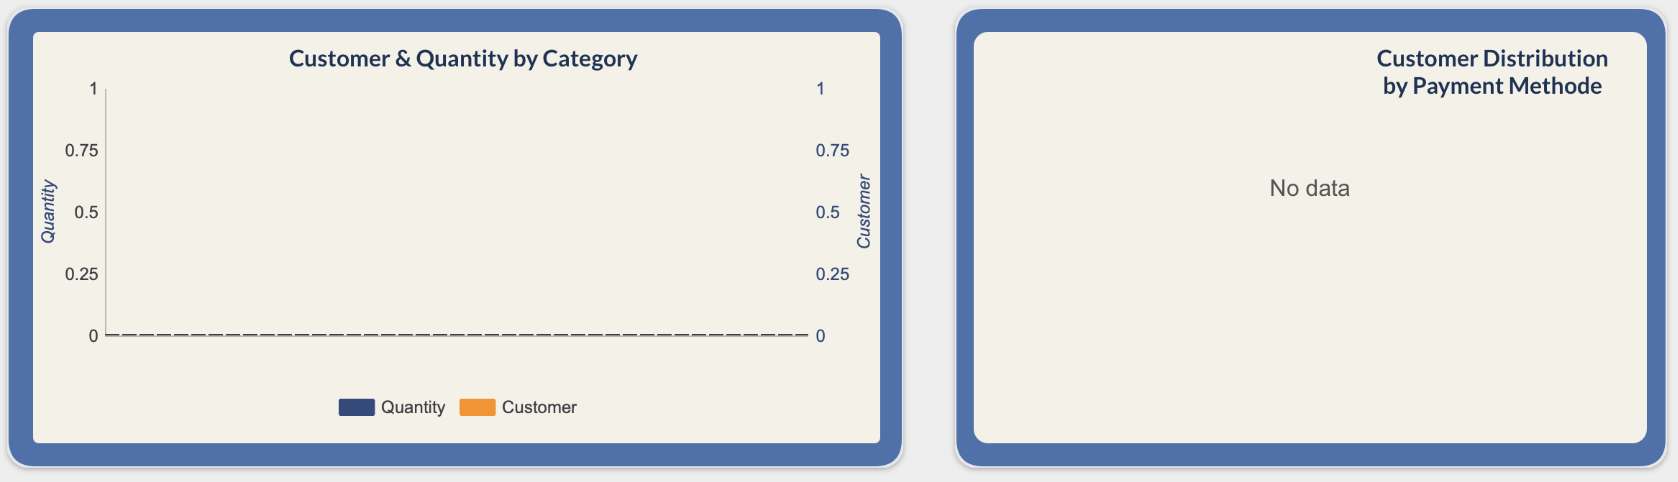 Customer & Quantity by Category
1
0.75
0.5
0.25
0
Quantity
1
0.75
0.5
0.25
0
Customer
Quantity
Customer
Customer Distribution
by Payment Methode
No data